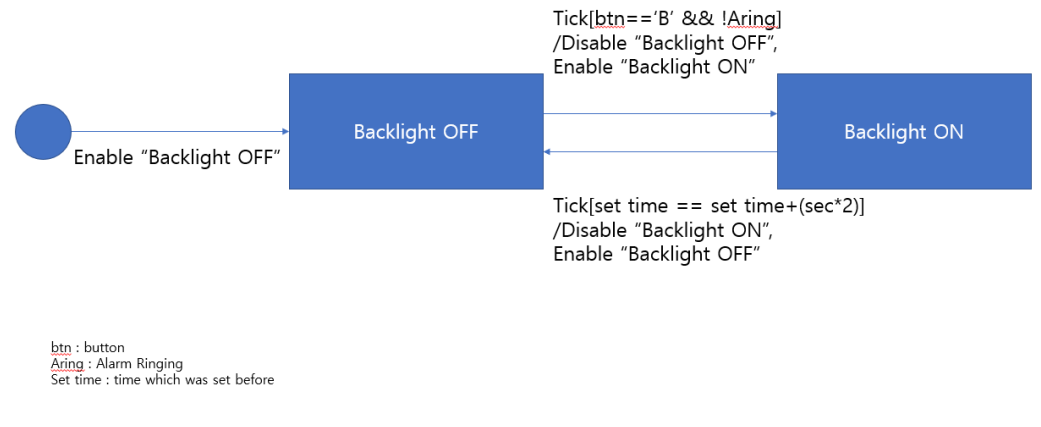 Tick[btn==‘B’ && !Aring]
/Disable “Backlight OFF”,
Enable “Backlight ON”
Backlight OFF
Backlight ON
Enable “Backlight OFF”
Tick[set time == set time+(sec*2)]
/Disable “Backlight ON”,
Enable “Backlight OFF”
btn : button
Aring : Alarm Ringing
Set time : time which was set before